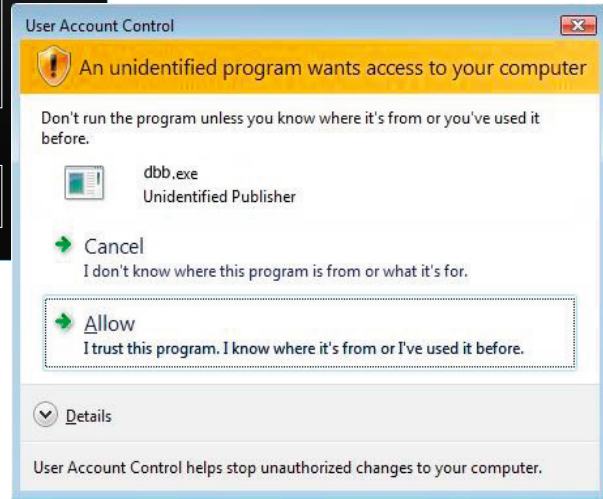 User Account Control
An unidentified program wants access to your computer
Don't run the program unless you know where it's from or you've used it
before.
dbb.exe
Unidentified Publisher
Cancel
I don't know where this program is from or what it's for.
Allow
I trust this program. I know where it's from or I've used it before.
Details
User Account Control helps stop unauthorized changes to your computer.